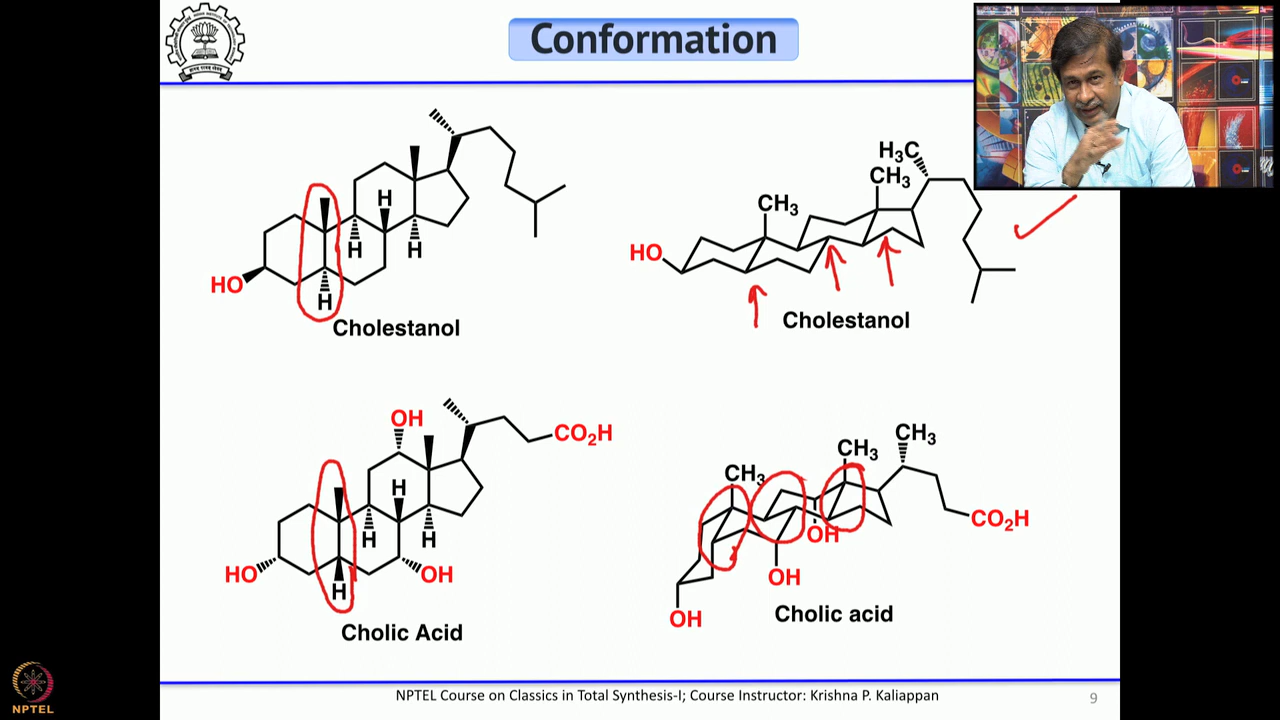 Conformation
H
H
H
HO
H
Cholestanol
H3C
CH3
CH3
HO
Cholestanol
OH
CO2H
H
H
H
HO
OH
H
Cholic Acid
CH3
CH3
CH3
CO2H
OH
OH
OH
Cholic acid
NPTEL Course on Classics in Total Synthesis-I; Course Instructor: Krishna P. Kaliappan
9
NPTEL